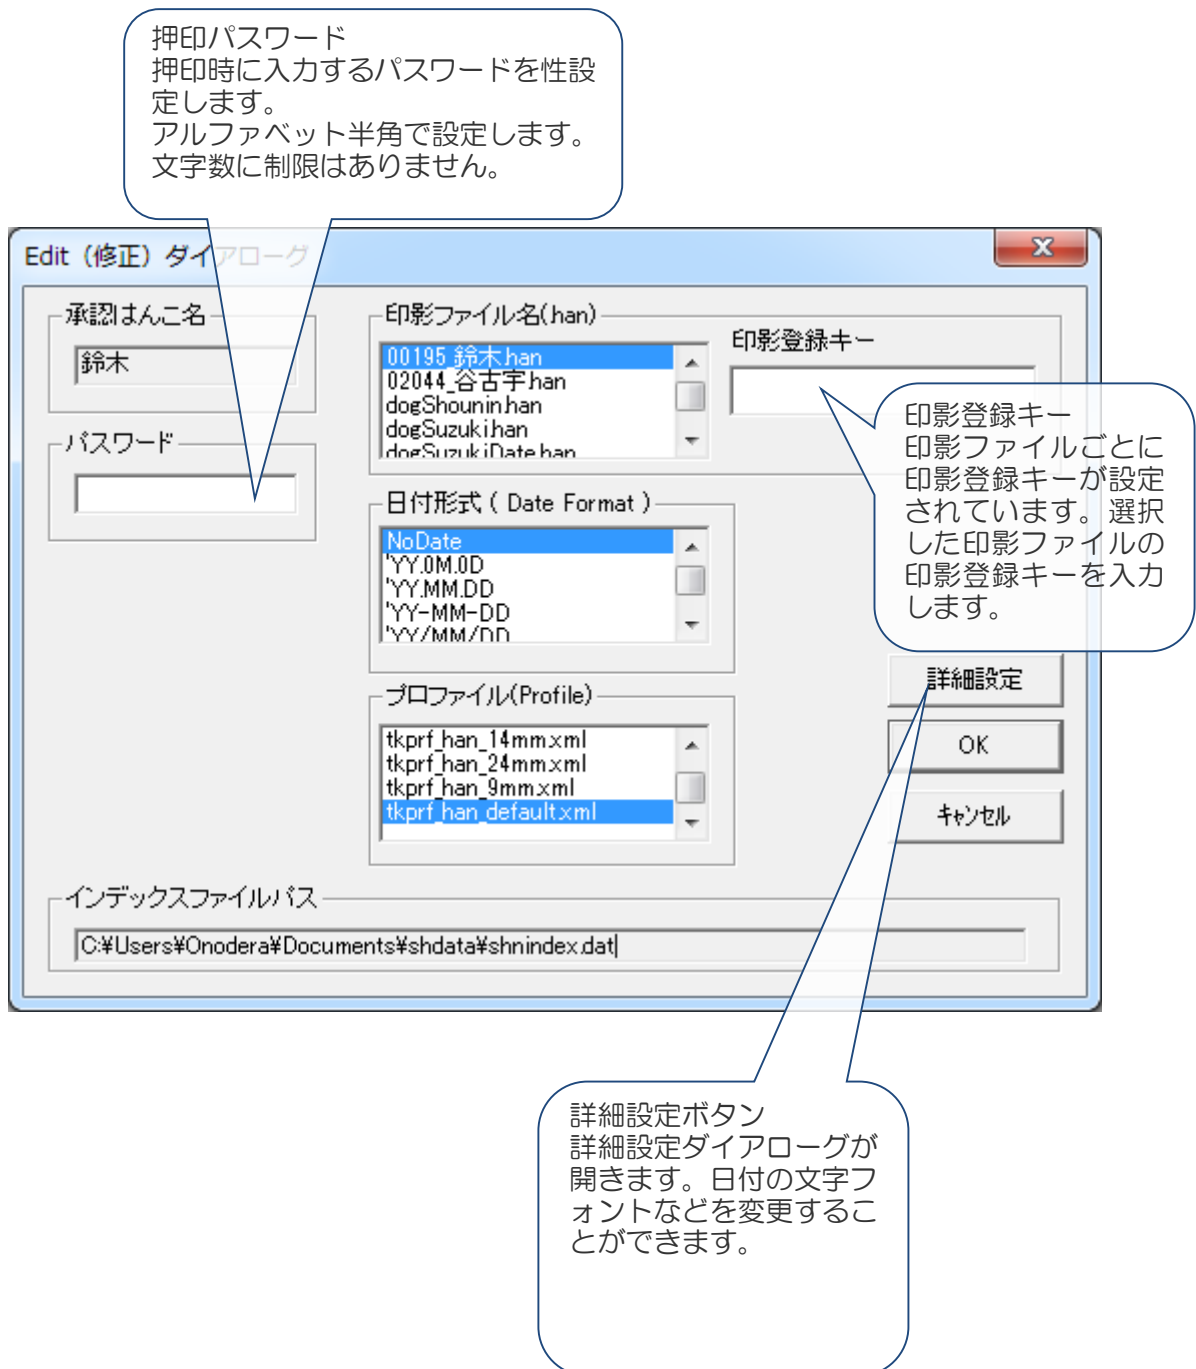 押印パスワード
押印時に入力するパスワードを性設
定します。
アルファベット半角で設定します。
文字数に制限はありません。
Edit（修正）ダイアローグ
承認はんこ名
鈴木
パスワード
印影ファイル名(.han)
00195_鈴木.han
02044_谷古宇.han
dogShounin.han
dogSuzuki.han
dogSuzukiDate.han
印影登録キー
印影登録キー
印影ファイルごとに
印影登録キーが設定
されています。選択
した印影ファイルの
印影登録キーを入力
します。
日付形式 ( Date Format )
NoDate
'YY.0M.0D
'YY.MM.DD
'YY-MM-DD
'YY/MM/DD
プロファイル(Profile)
tkprf_han_14mm.xml
tkprf_han_24mm.xml
tkprf_han_9mm.xml
tkprf_han_default.xml
詳細設定
OK
キャンセル
インデックスファイルパス
C:¥Users¥Onodera¥Documents¥shdata¥shnindex.dat
詳細設定ボタン
詳細設定ダイアローグが
開きます。日付の文字フ
ォントなどを変更するこ
とができます。